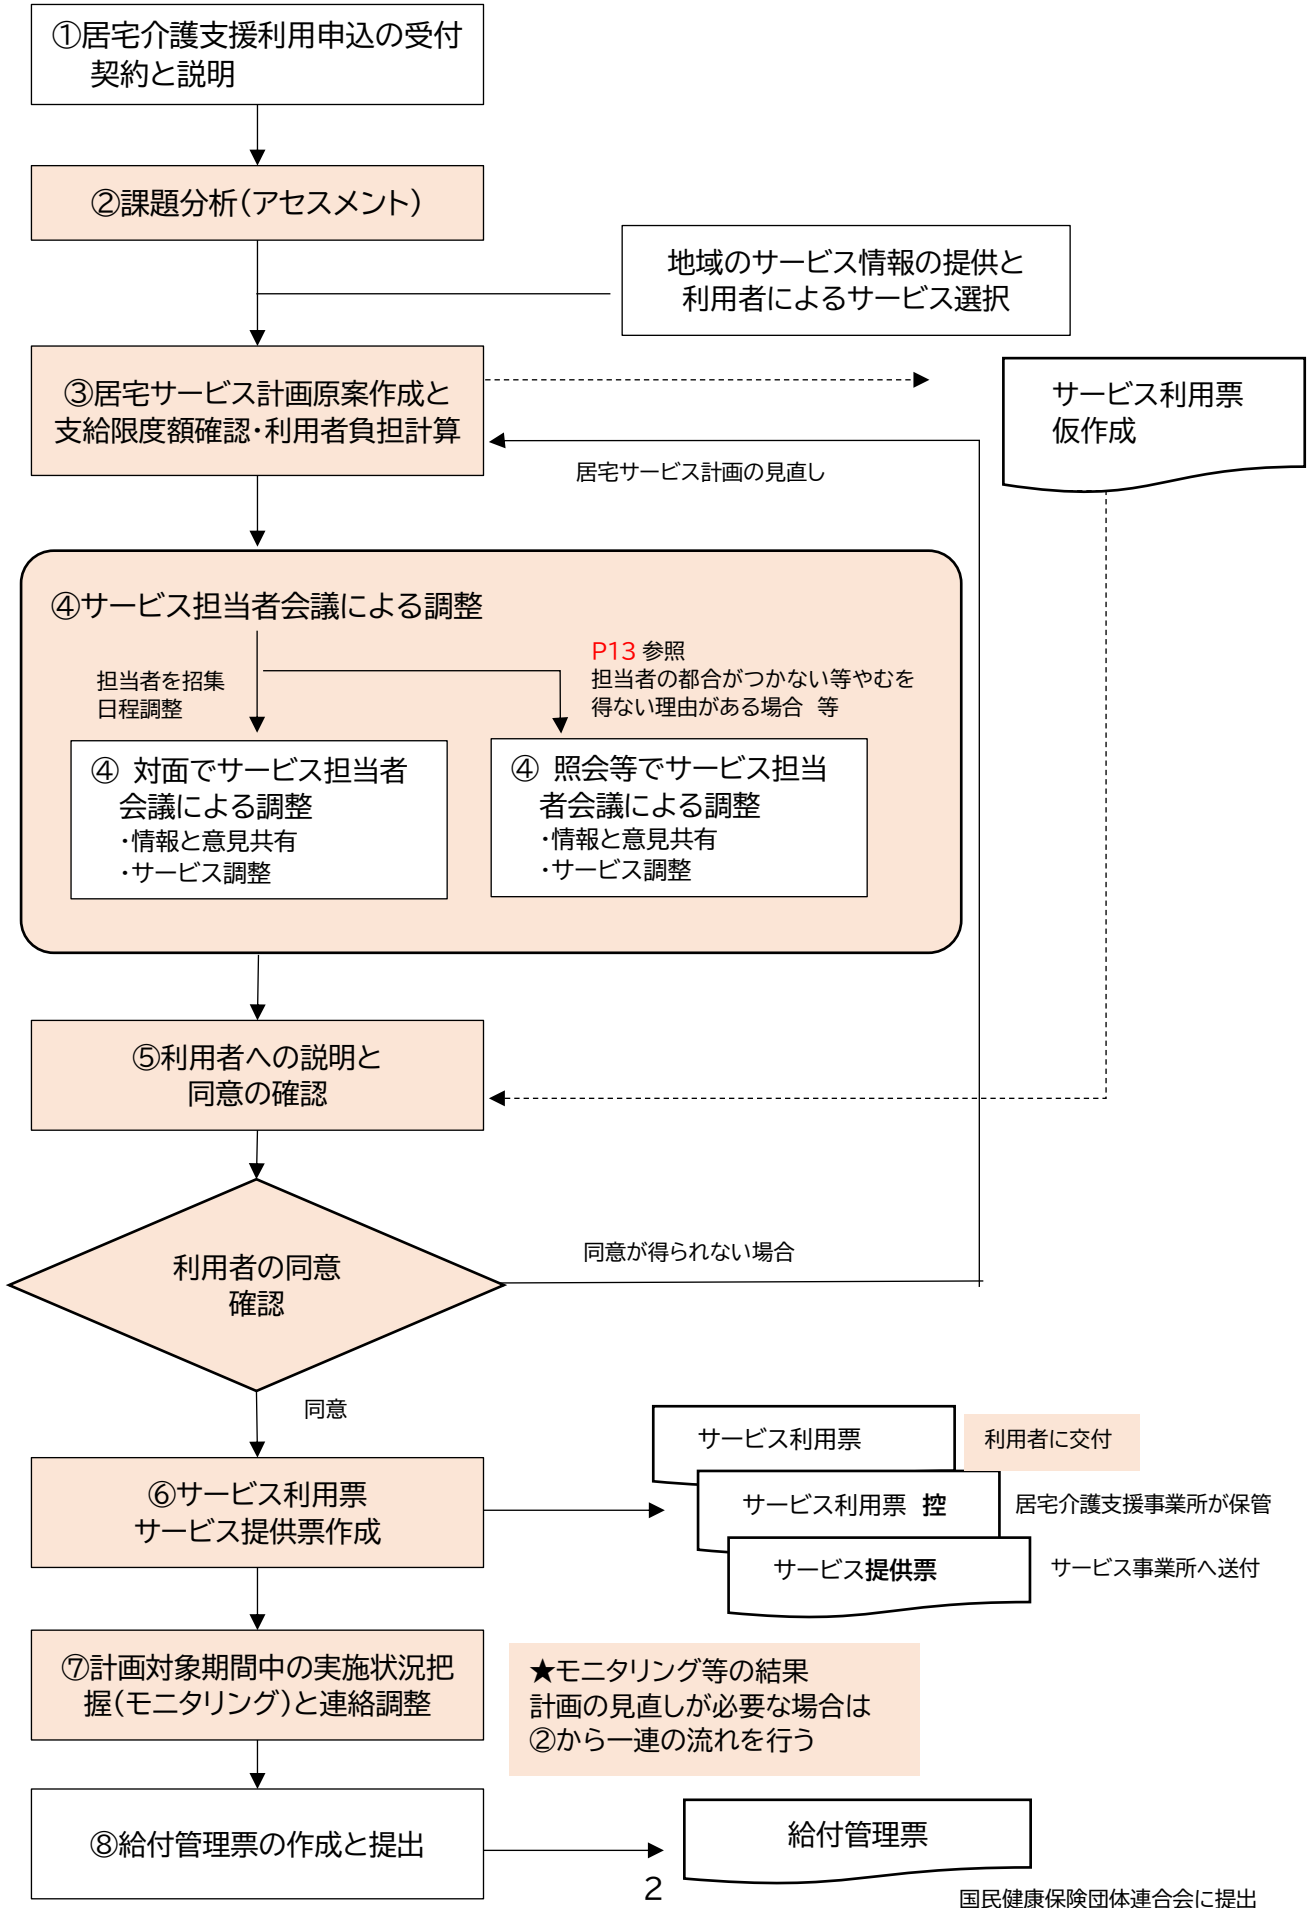 ①居宅介護支援利用申込の受付
契約と説明
②課題分析(アセスメント)
地域のサービス情報の提供と
利用者によるサービス選択
③居宅サービス計画原案作成と
支給限度額確認・利用者負担計算
サービス利用票
仮作成
居宅サービス計画の見直し
④サービス担当者会議による調整
担当者を招集
日程調整
P13 参照
担当者の都合がつかない等やむを
得ない理由がある場合 等
④ 対面でサービス担当者
会議による調整
・情報と意見共有
・サービス調整
④ 照会等でサービス担当
者会議による調整
・情報と意見共有
・サービス調整
⑤利用者への説明と
同意の確認
利用者の同意
確認
同意が得られない場合
同意
⑥サービス利用票
サービス提供票作成
サービス利用票
利用者に交付
サービス利用票 控
居宅介護支援事業所が保管
サービス提供票
サービス事業所へ送付
⑦計画対象期間中の実施状況把
握(モニタリング)と連絡調整
★モニタリング等の結果
計画の見直しが必要な場合は
②から一連の流れを行う
⑧給付管理票の作成と提出
給付管理票
2
国民健康保険団体連合会に提出